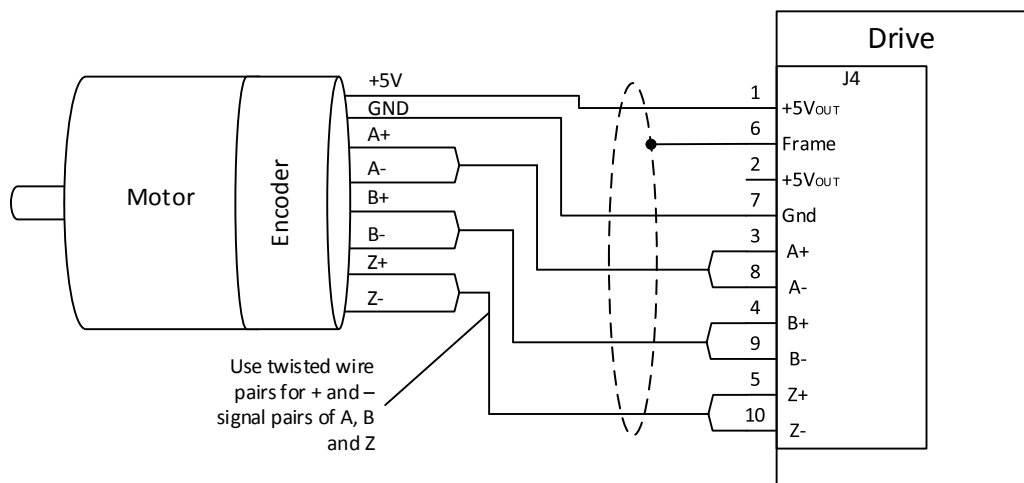 Drive
J4
+5V
GND
A+
A-
B+
B-
Z+
Z-
Motor
Encoder
1
+5VOUT
6
Frame
2
+5VOUT
7
Gnd
3
A+
8
A-
4
B+
9
B-
5
Z+
10
Z-
Use twisted wire
pairs for + and –
signal pairs of A, B
and Z